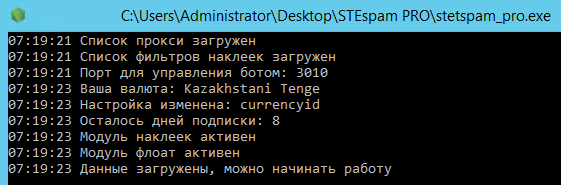 C:\Users\Administrator\Desktop\STEspam PRO\stetspam_pro.exe
07:19:21 Список прокси загружен
07:19:21 Список фильтров наклеек загружен
07:19:21 Порт для управления ботом: 3010
07:19:23 Ваша валюта: Kazakhstani Tenge
07:19:23 Настройка изменена: currencyid
07:19:23 Осталось дней подписки: 8
07:19:23 Модуль наклеек активен
07:19:23 Модуль флоат активен
07:19:23 Данные загружены, можно начинать работу